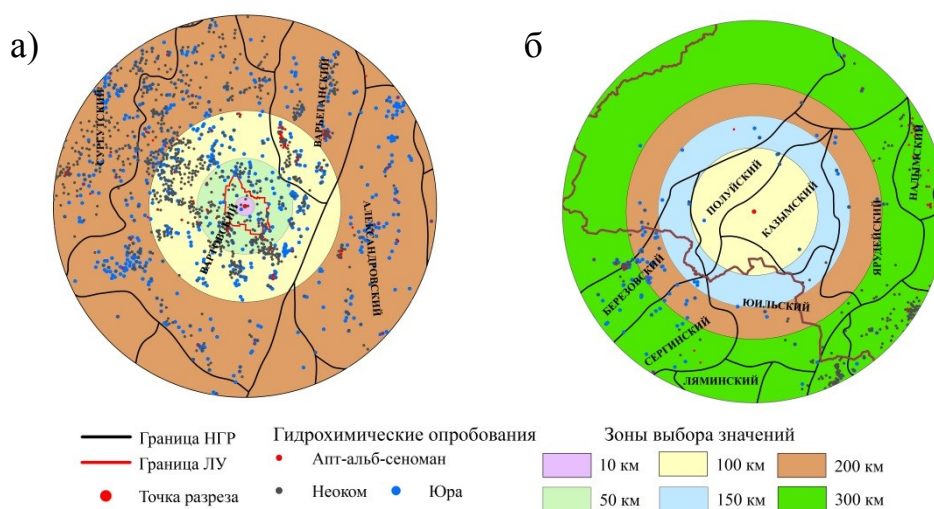 а)
б
СУРГУТСКИЙ
ВАРЬЕГАНСКИЙ
ВАРТОВСКИЙ
АЛЕКСАНДРОВСКИЙ
ПОЛУЙСКИЙ
КАЗЫМСКИЙ
НАДЫМСКИЙ
ЯРУДЕЙСКИЙ
БЕРЕЗОВСКИЙ
ЮИЛЬСКИЙ
СЕРГИНСКИЙ
ЛЯМИНСКИЙ
Граница НГР
Граница ЛУ
Точка разреза
Гидрохимические опробования
Апт-альб-сеноман
Неоком
Юра
Зоны выбора значений
10 км
100 км
200 км
50 км
150 км
300 км